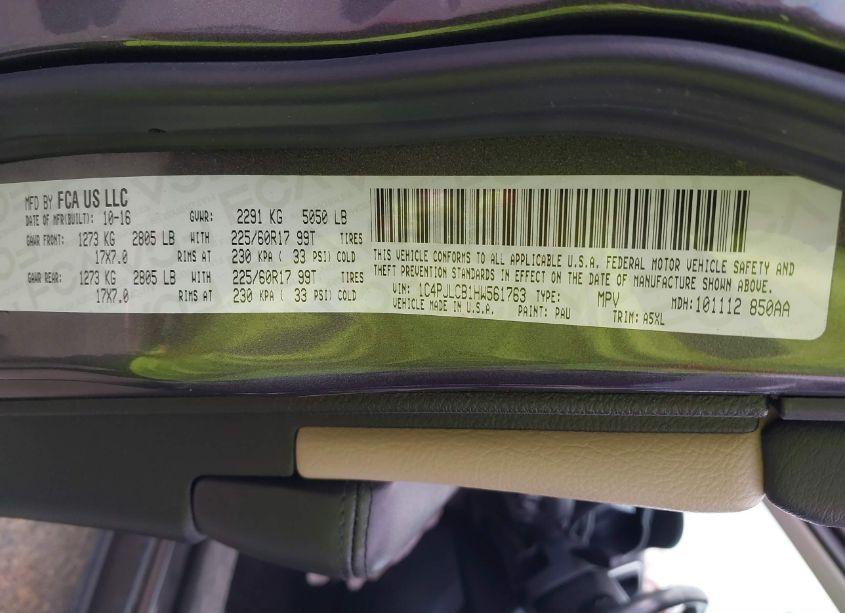 MFD BY FCA US LLC
DATE OF MFR(BUILT): 10-16 GVWR: 2291 KG 5050 LB
GAWR FRONT: 1273 KG 2805 LB WITH 225/60R17 99T TIRES
17X7.0 RIMS AT 230 KPA ( 33 PSI) COLD
GAWR REAR: 1273 KG 2805 LB WITH 225/60R17 99T TIRES
17X7.0 RIMS AT 230 KPA ( 33 PSI) COLD
THIS VEHICLE CONFORMS TO ALL APPLICABLE U.S.A. FEDERAL MOTOR VEHICLE SAFETY AND
THEFT PREVENTION STANDARDS IN EFFECT ON THE DATE OF MANUFACTURE SHOWN ABOVE.
VIN: 1C4PJLCB1HW561763 TYPE: MPV MDH:101112 850AA
VEHICLE MADE IN U.S.A. PAINT: PAU TRIM: A5XL